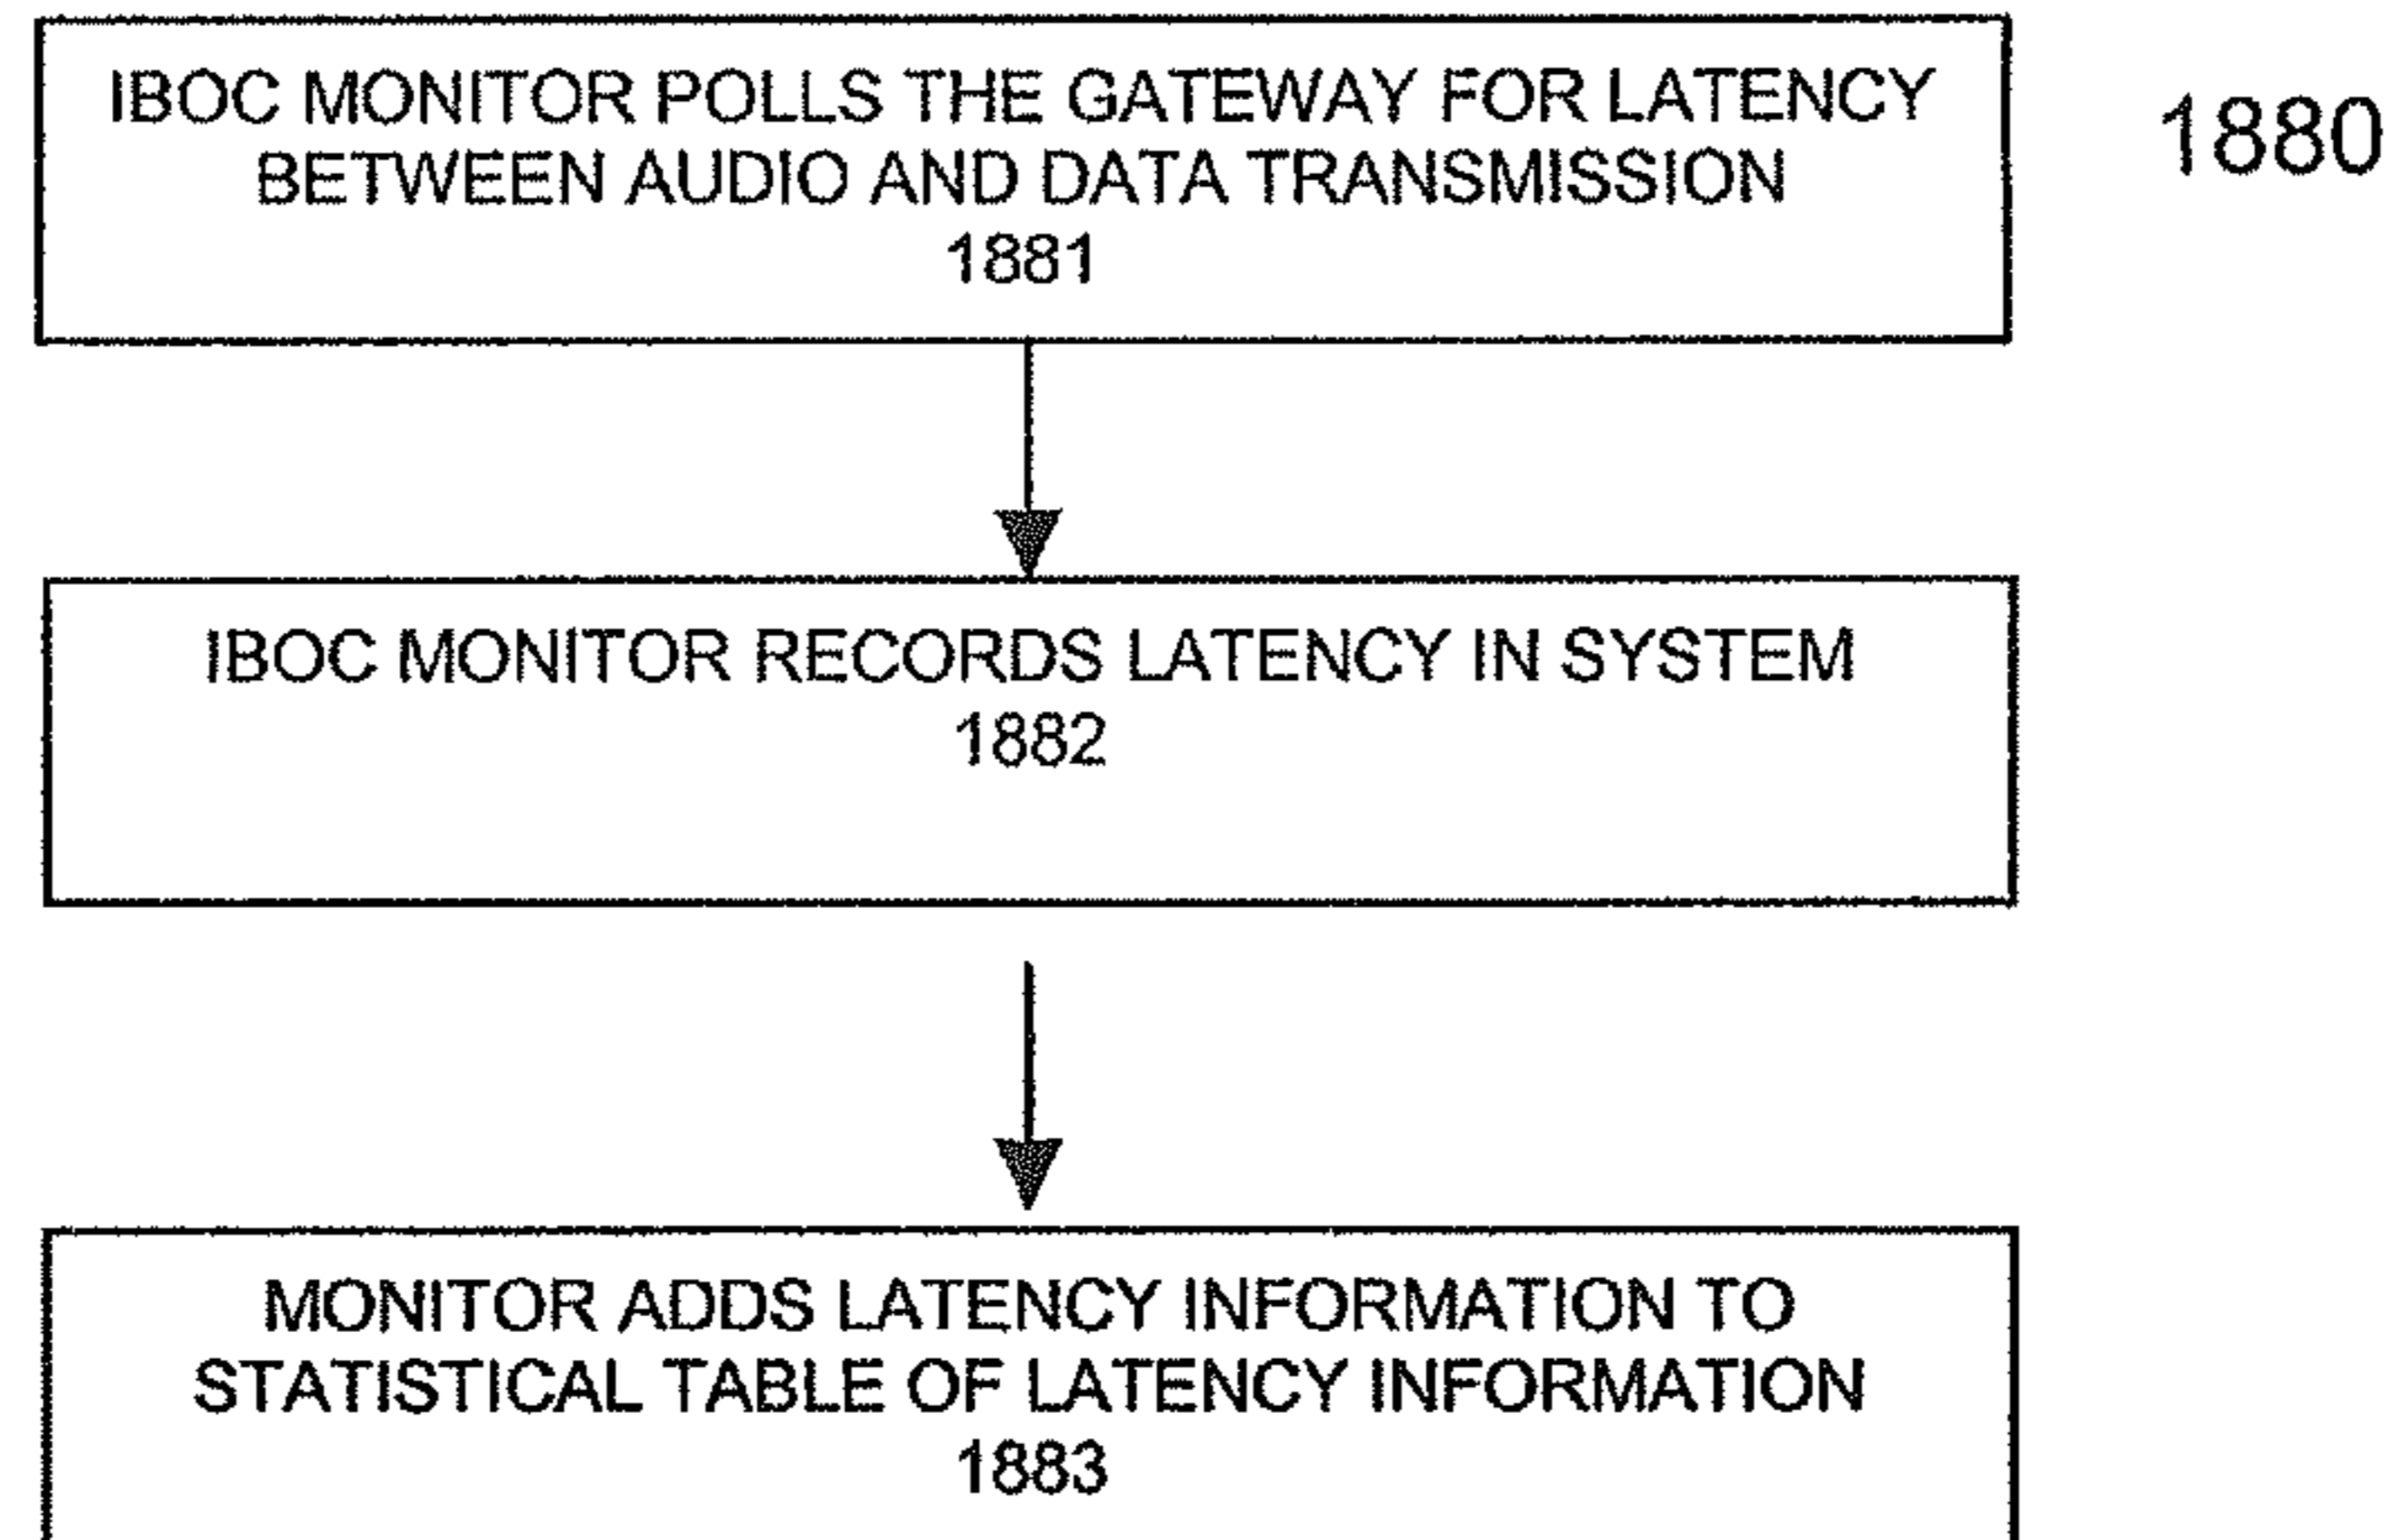 IBOC MONITOR POLLS THE GATEWAY FOR LATENCY
BETWEEN AUDIO AND DATA TRANSMISSION
1881
1880
IBOC MONITOR RECORDS LATENCY IN SYSTEM
1882
MONITOR ADDS LATENCY INFORMATION TO
STATISTICAL TABLE OF LATENCY INFORMATION
1883